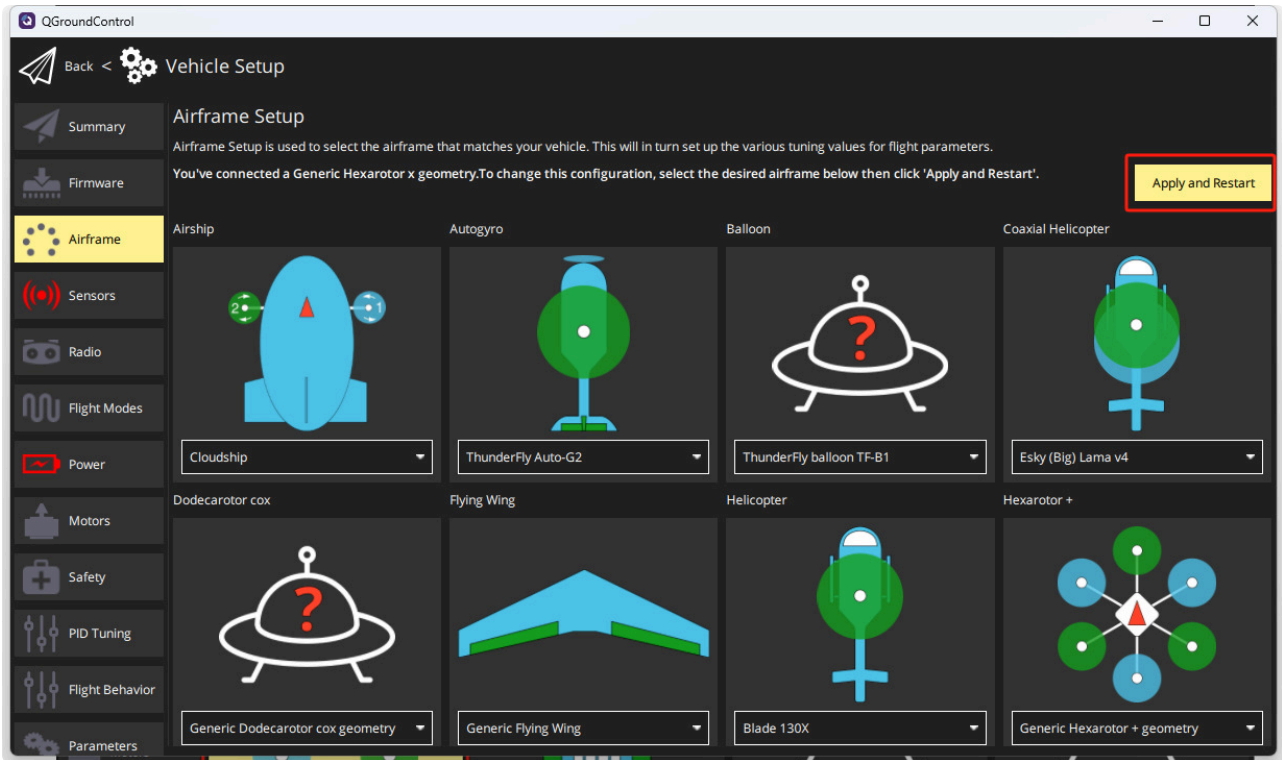 QGroundControl
Back < Vehicle Setup
Summary
Firmware
Airframe
Sensors
Radio
Flight Modes
Power
Motors
Safety
PID Tuning
Flight Behavior
Parameters
Airframe Setup
Airframe Setup is used to select the airframe that matches your vehicle. This will in turn set up the various tuning values for flight parameters.
You've connected a Generic Hexarotor x geometry.To change this configuration, select the desired airframe below then click 'Apply and Restart'.
Apply and Restart
Airship
Autogyro
Balloon
Coaxial Helicopter
2
1
?
Cloudship
ThunderFly Auto-G2
ThunderFly balloon TF-B1
Esky (Big) Lama v4
Dodecarotor cox
Flying Wing
Helicopter
Hexarotor +
?
Generic Dodecarotor cox geometry
Generic Flying Wing
Blade 130X
Generic Hexarotor + geometry